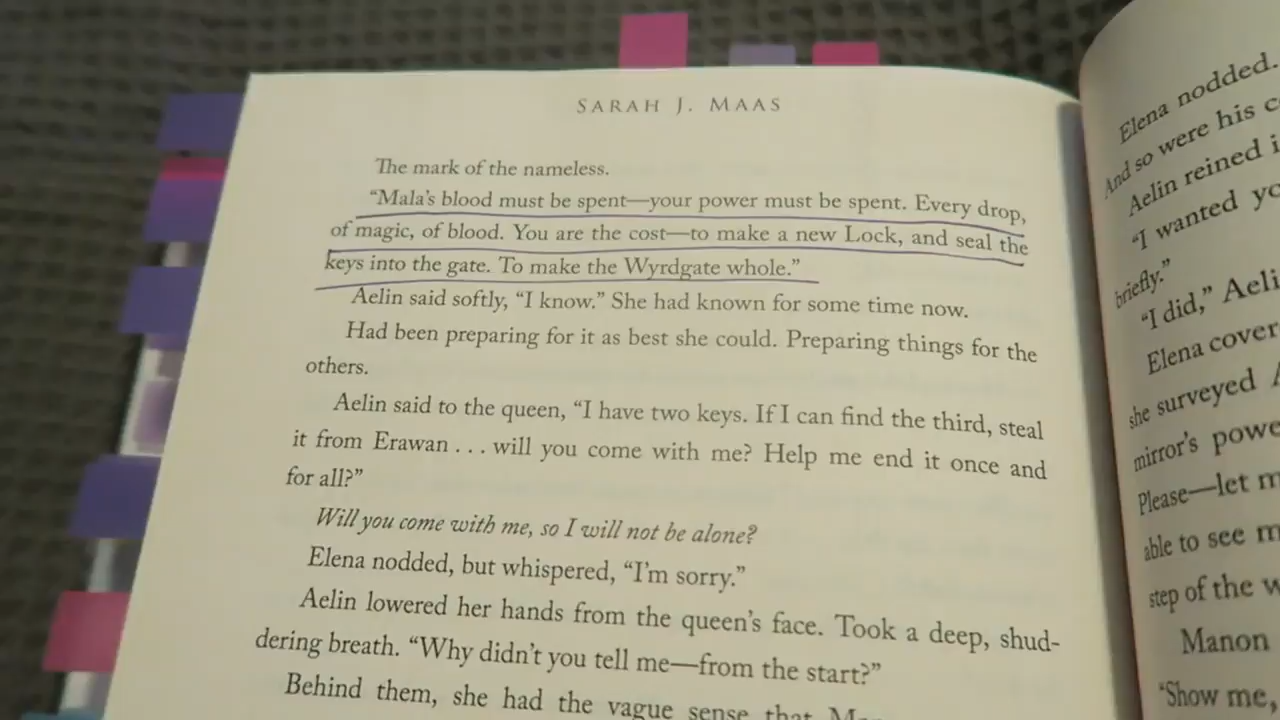 SARAH J. MAAS
The mark of the nameless.
“Mala’s blood must be spent—your power must be spent. Every drop,
of magic, of blood. You are the cost—to make a new Lock, and seal the
keys into the gate. To make the Wyrdgate whole.”
Aelin said softly, “I know.” She had known for some time now.
Had been preparing for it as best she could. Preparing things for the
others.
Aelin said to the queen, “I have two keys. If I can find the third, steal
it from Erawan . . . will you come with me? Help me end it once and
for all?”
Will you come with me, so I will not be alone?
Elena nodded, but whispered, “I’m sorry.”
Aelin lowered her hands from the queen’s face. Took a deep, shud-
dering breath. “Why didn’t you tell me—from the start?”
Behind them, she had the vague sense that
Elena nodded.
And so were his
Aelin reined
“I wanted
briefly.”
“I did,”
Elena
she surveyed
mirror’s
Please—let
able to see
step of the
Manon
“Show me,